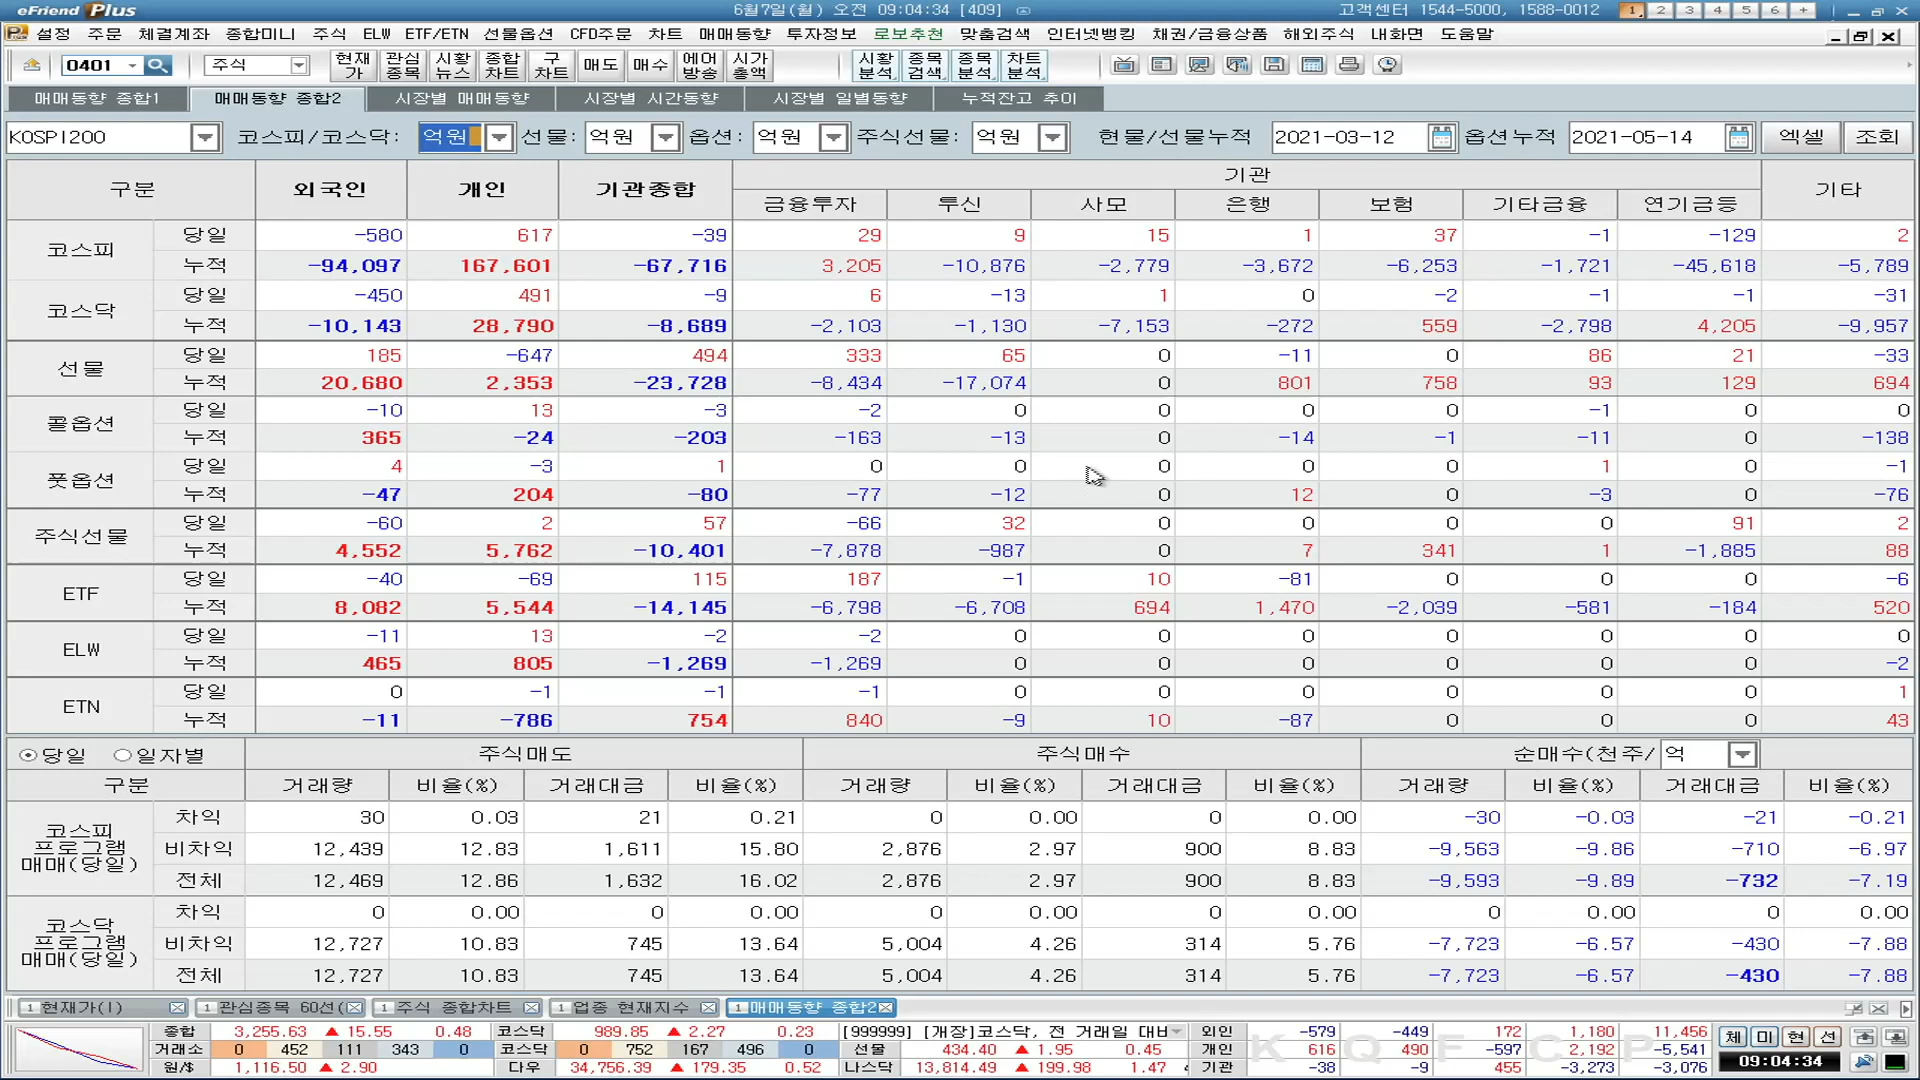 eFriend Plus 6월7일(월) 오전 09:04:34 [409] 고객센터 1544-5000, 1588-0012 1 2 3 4 5 6 +
설정 주문 체결계좌 종합미니 주식 ELW ETF/ETN 선물옵션 CFD주문 차트 매매동향 투자정보 로보추천 맞춤검색 인터넷뱅킹 채권/금융상품 해외주식 내화면 도움말
0401 주식 현재가 관심종목 시황뉴스 종합차트 구차트 매도 매수 에어방송 시가총액 시황분석 종목검색 종목분석 차트분석
매매동향 종합1 매매동향 종합2 시장별 매매동향 시장별 시간동향 시장별 일별동향 누적잔고 추이
KOSPI200 코스피/코스닥: 억원 선물: 억원 옵션: 억원 주식선물: 억원 현물/선물누적 2021-03-12 옵션누적 2021-05-14 엑셀 조회
구분 외국인 개인 기관종합 기관 기타
금융투자 투신 사모 은행 보험 기타금융 연기금등
코스피 당일 -580 617 -39 29 9 15 1 37 -1 -129 2
누적 -94,097 167,601 -67,716 3,205 -10,876 -2,779 -3,672 -6,253 -1,721 -45,618 -5,789
코스닥 당일 -450 491 -9 6 -13 1 0 -2 -1 -1 -31
누적 -10,143 28,790 -8,689 -2,103 -1,130 -7,153 -272 559 -2,798 4,205 -9,957
선물 당일 185 -647 494 333 65 0 -11 0 86 21 -33
누적 20,680 2,353 -23,728 -8,434 -17,074 0 801 758 93 129 694
콜옵션 당일 -10 13 -3 -2 0 0 0 0 -1 0 0
누적 365 -24 -203 -163 -13 0 -14 -1 -11 0 -138
풋옵션 당일 4 -3 1 0 0 0 0 0 1 0 -1
누적 -47 204 -80 -77 -12 0 12 0 -3 0 -76
주식선물 당일 -60 2 57 -66 32 0 0 0 0 91 2
누적 4,552 5,762 -10,401 -7,878 -987 0 7 341 1 -1,885 88
ETF 당일 -40 -69 115 187 -1 10 -81 0 0 0 -6
누적 8,082 5,544 -14,145 -6,798 -6,708 694 1,470 -2,039 -581 -184 520
ELW 당일 -11 13 -2 -2 0 0 0 0 0 0 0
누적 465 805 -1,269 -1,269 0 0 0 0 0 0 -2
ETN 당일 0 -1 -1 -1 0 0 0 0 0 0 1
누적 -11 -786 754 840 -9 10 -87 0 0 0 43
당일 일자별 주식매도 주식매수 순매수(천주/ 억
구분 거래량 비율(%) 거래대금 비율(%) 거래량 비율(%) 거래대금 비율(%) 거래량 비율(%) 거래대금 비율(%)
코스피 프로그램 매매(당일) 차익 30 0.03 21 0.21 0 0.00 0 0.00 -30 -0.03 -21 -0.21
비차익 12,439 12.83 1,611 15.80 2,876 2.97 900 8.83 -9,563 -9.86 -710 -6.97
전체 12,469 12.86 1,632 16.02 2,876 2.97 900 8.83 -9,593 -9.89 -732 -7.19
코스닥 프로그램 매매(당일) 차익 0 0.00 0 0.00 0 0.00 0 0.00 0 0.00 0 0.00
비차익 12,727 10.83 745 13.64 5,004 4.26 314 5.76 -7,723 -6.57 -430 -7.88
전체 12,727 10.83 745 13.64 5,004 4.26 314 5.76 -7,723 -6.57 -430 -7.88
1 현재가(I) 1 관심종목 60선( 1 주식 종합차트 1 업종 현재지수 1 매매동향 종합2
종합 3,255.63 ▲ 15.55 0.48 코스닥 989.85 ▲ 2.27 0.23 [999999] [개장]코스닥, 전 거래일 대비 외인 -579 -449 172 1,180 11,456 체 미 현 선
거래소 0 452 111 343 0 코스닥 0 752 167 496 0 선물 434.40 ▲ 1.95 0.45 개인 616 490 -597 2,192 -5,541
K Q F C P
원/$ 1,116.50 ▲ 2.90 다우 34,756.39 ▲ 179.35 0.52 나스닥 13,814.49 ▲ 199.98 1.47 기관 -38 -9 455 -3,273 -3,076 09:04:34